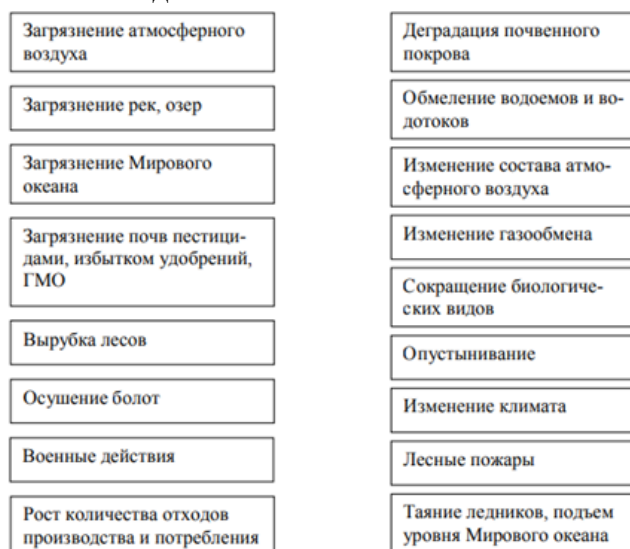 Загрязнение атмосферного
воздуха
Загрязнение рек, озер
Загрязнение Мирового
океана
Загрязнение почв пестици-
дами, избытком удобрений,
ГМО
Вырубка лесов
Осушение болот
Военные действия
Рост количества отходов
производства и потребления
Деградация почвенного
покрова
Обмеление водоемов и во-
дотоков
Изменение состава атмо-
сферного воздуха
Изменение газообмена
Сокращение биологиче-
ских видов
Опустынивание
Изменение климата
Лесные пожары
Таяние ледников, подъем
уровня Мирового океана